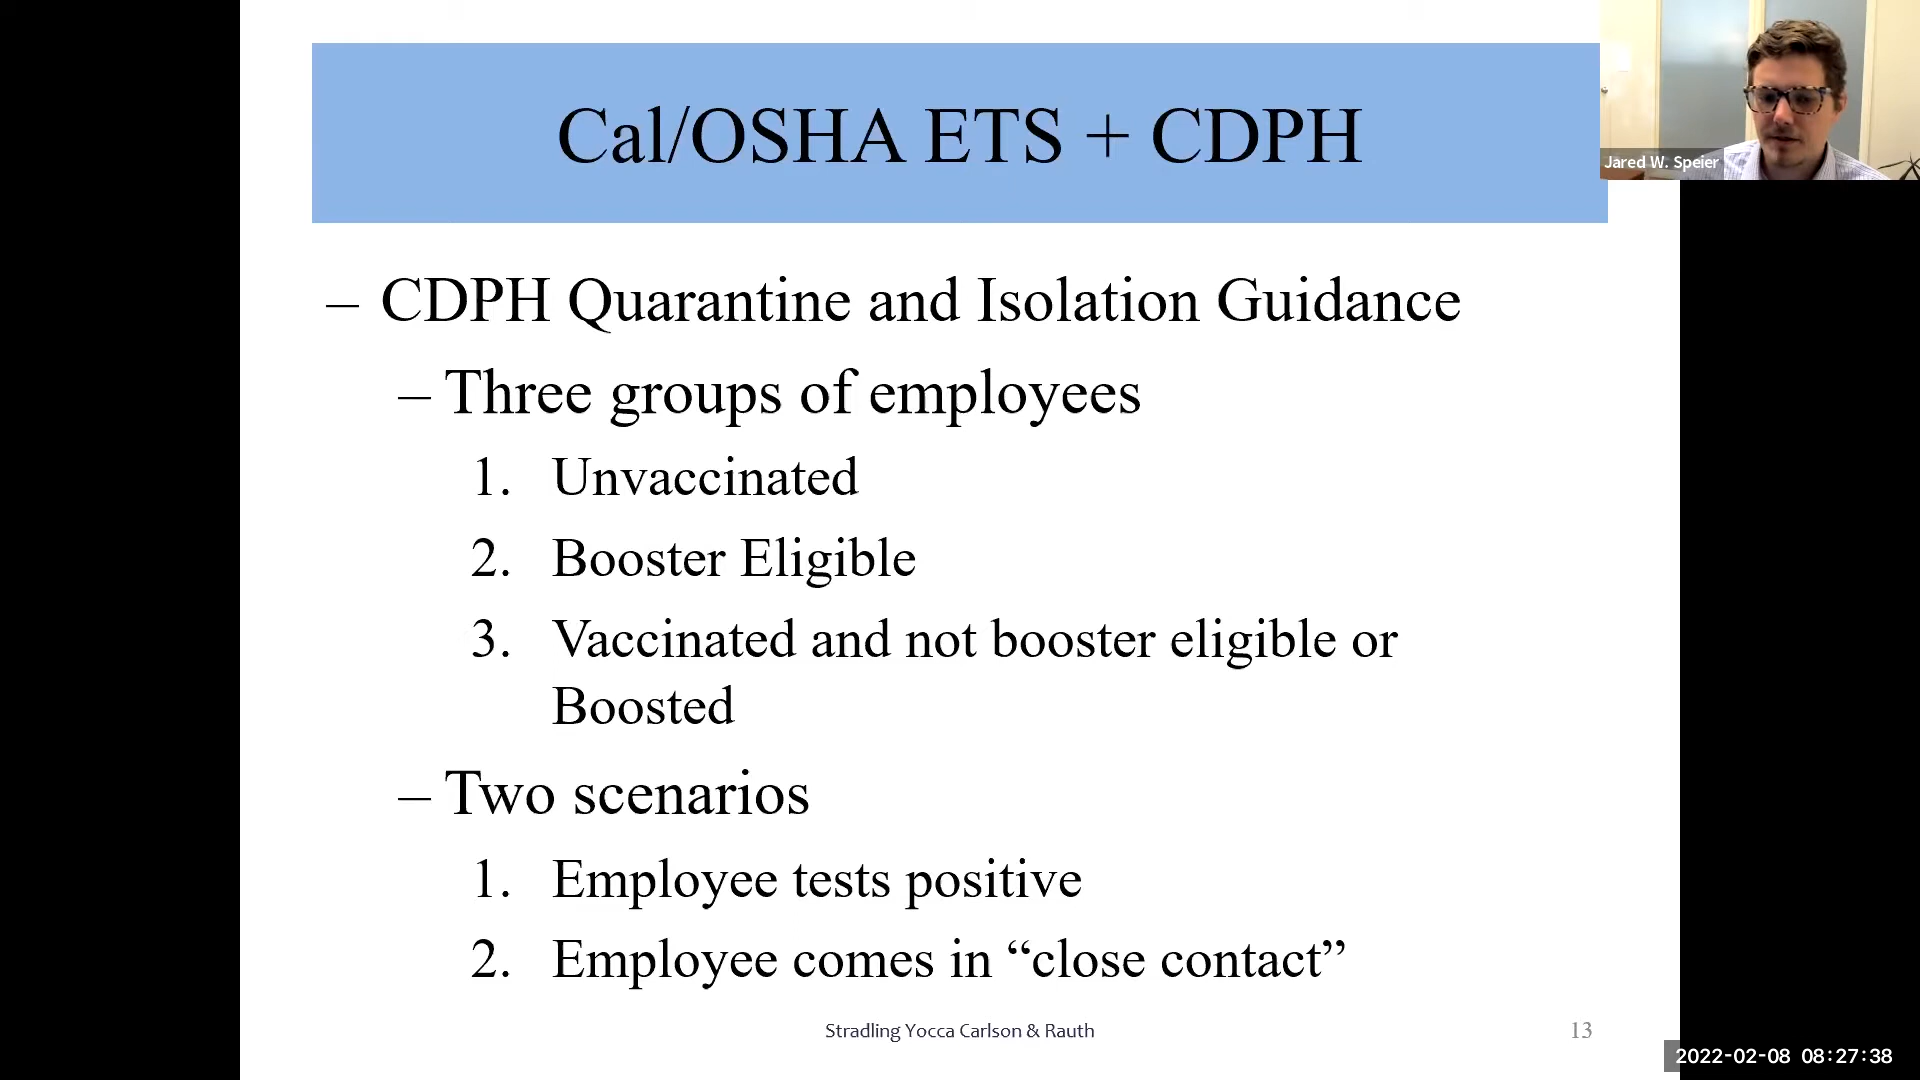 Cal/OSHA ETS + CDPH
Jared W. Speier
– CDPH Quarantine and Isolation Guidance
– Three groups of employees
1. Unvaccinated
2. Booster Eligible
3. Vaccinated and not booster eligible or
Boosted
– Two scenarios
1. Employee tests positive
2. Employee comes in “close contact”
Stradling Yocca Carlson & Rauth
13
2022-02-08 08:27:38